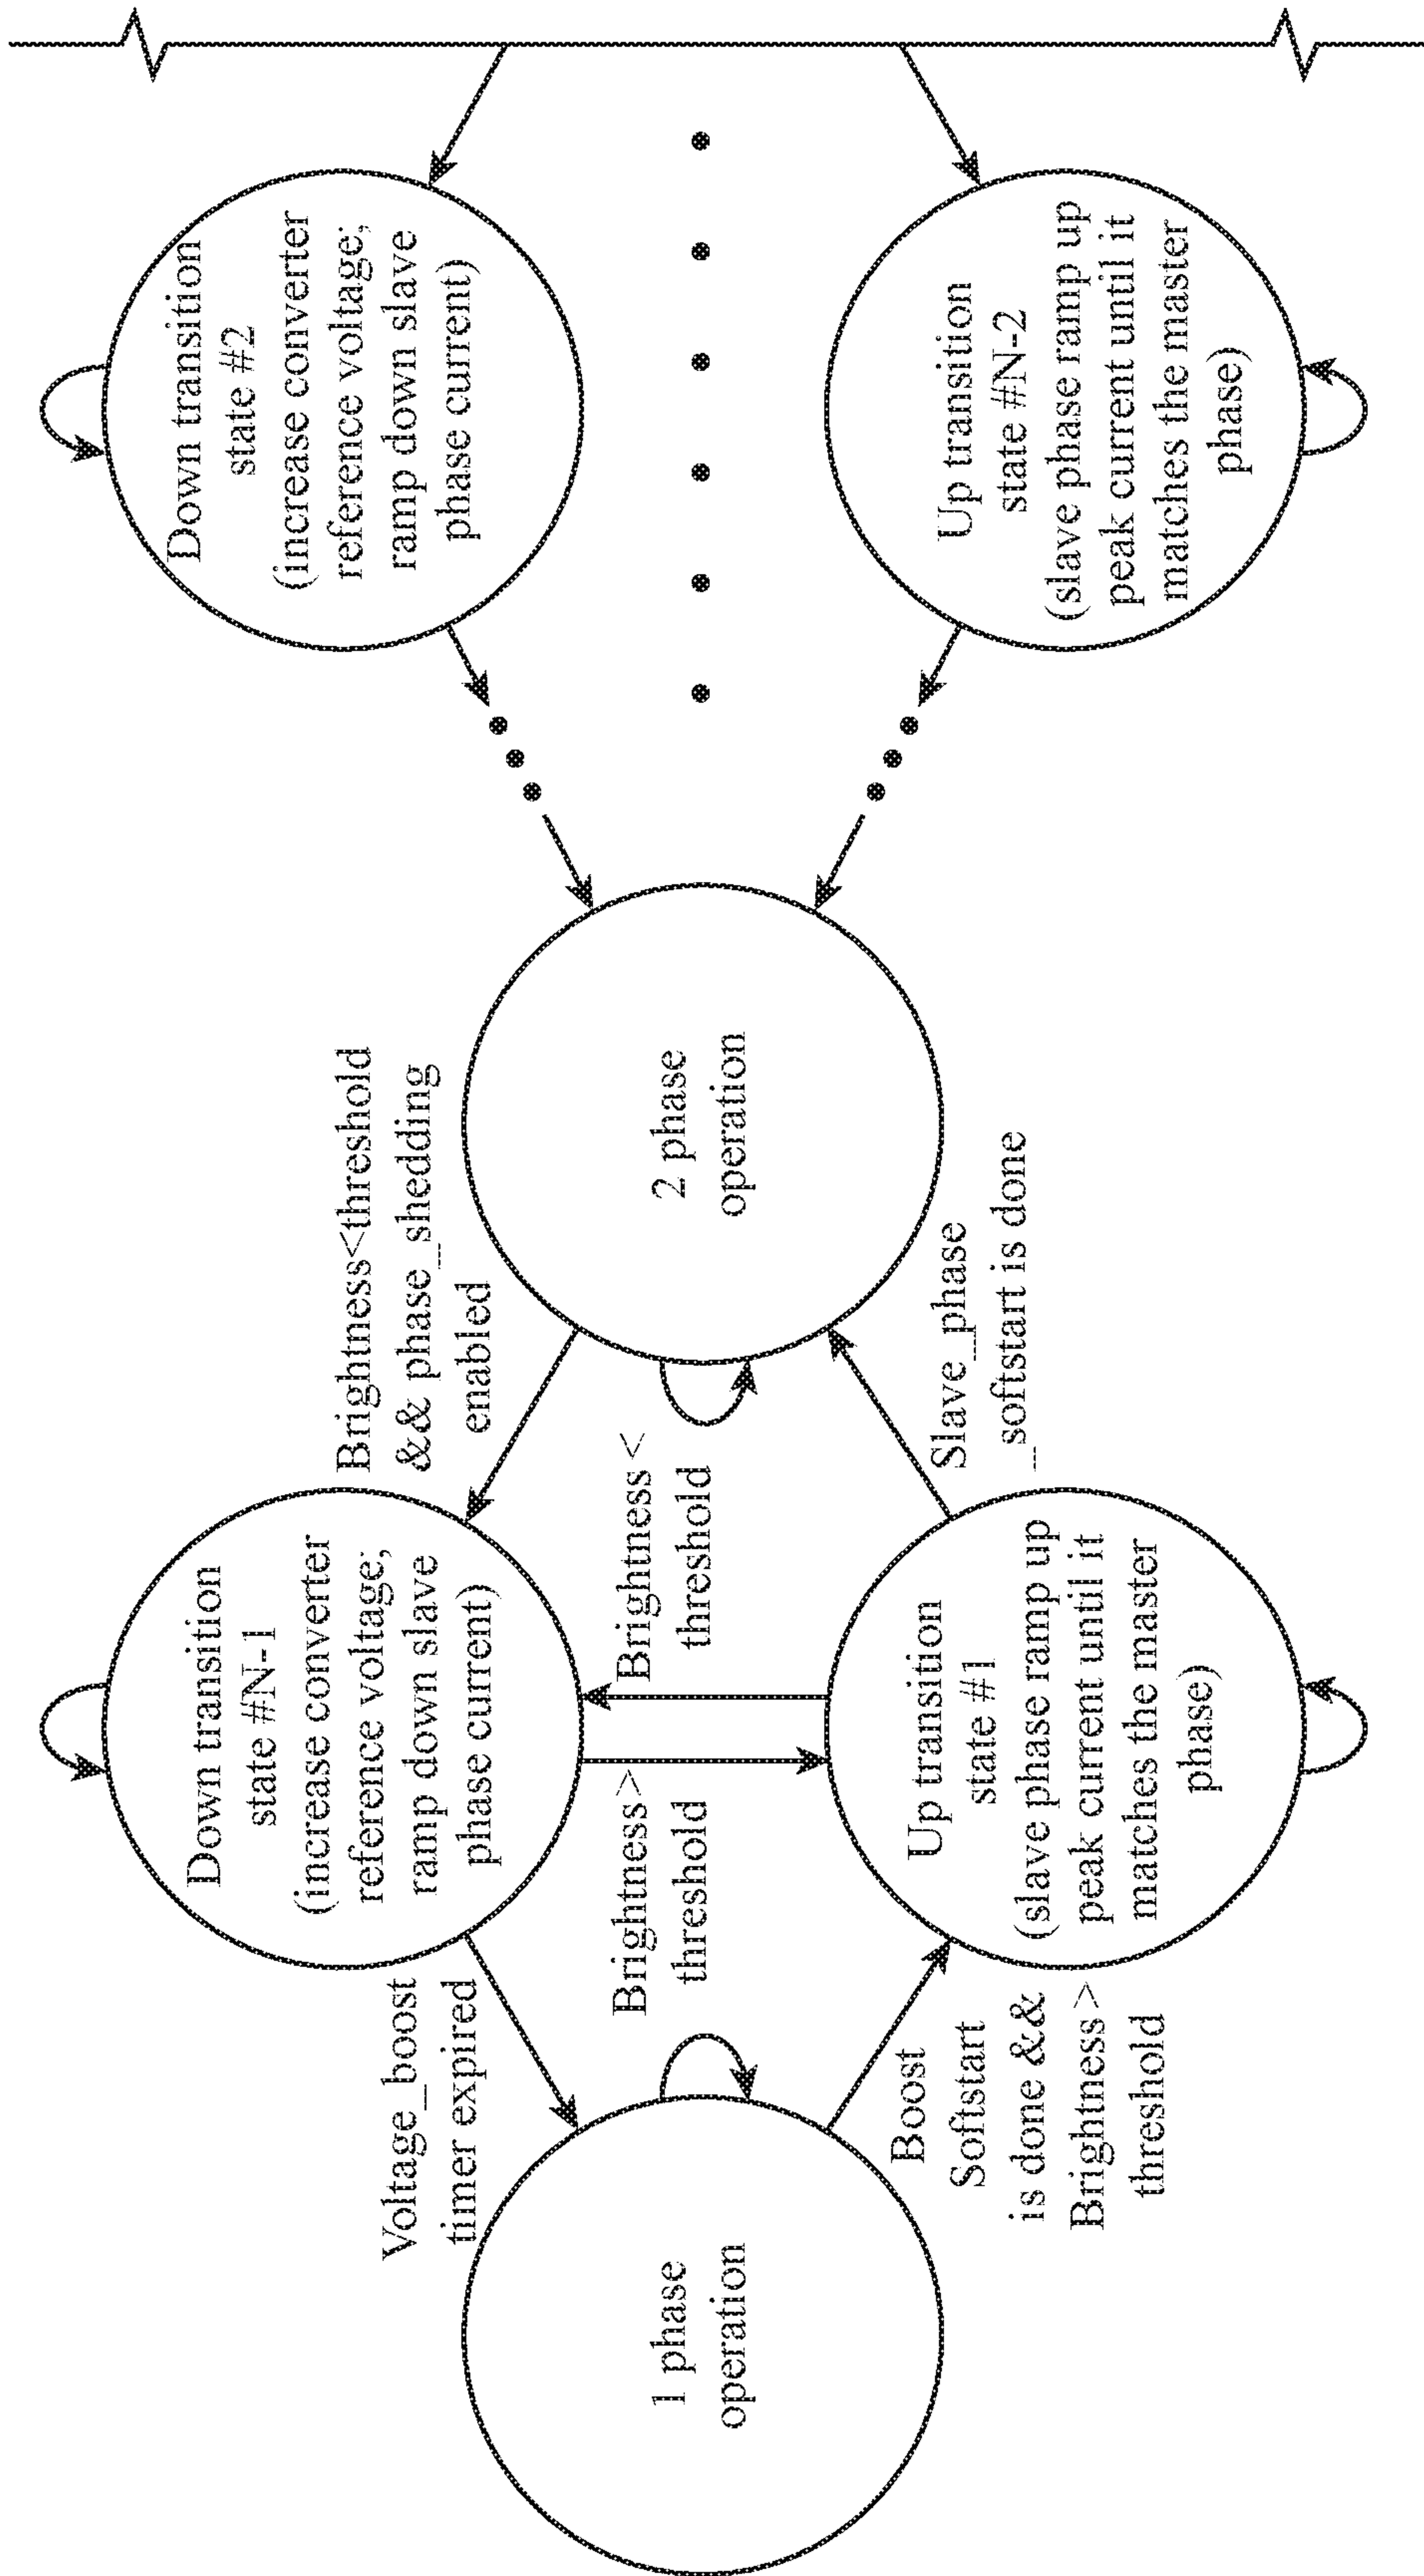 Down transition
state #2
(increase converter
reference voltage;
ramp down slave
phase current)
Up transition
state #N-2
(slave phase ramp up
peak current until it
matches the master
phase)
2 phase
operation
Brightness<threshold
&& phase_shedding
enabled
Brightness <
threshold
Slave_phase
_softstart is done
Down transition
state #N-1
(increase converter
reference voltage;
ramp down slave
phase current)
Up transition
state #1
(slave phase ramp up
peak current until it
matches the master
phase)
Brightness>
threshold
Voltage_boost
timer expired
1 phase
operation
Boost
Softstart
is done &&
Brightness>
threshold